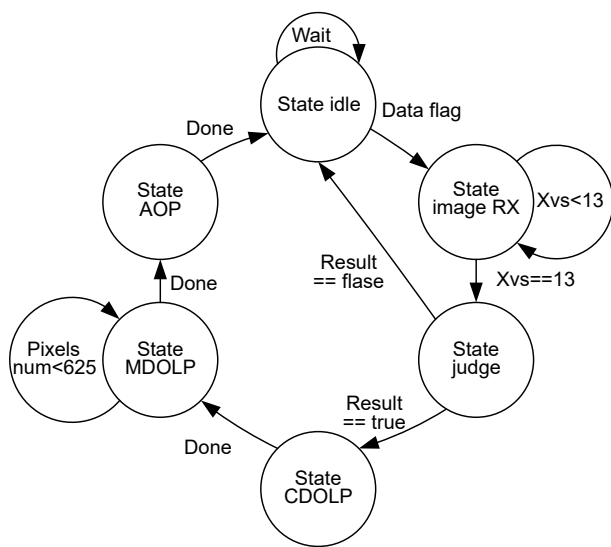 Wait
State idle
Data flag
Done
State
AOP
State
image RX
Xvs<13
Result
== flase
Xvs==13
Done
Pixels
num<625
State
MDOLP
State
judge
Result
== true
Done
State
CDOLP